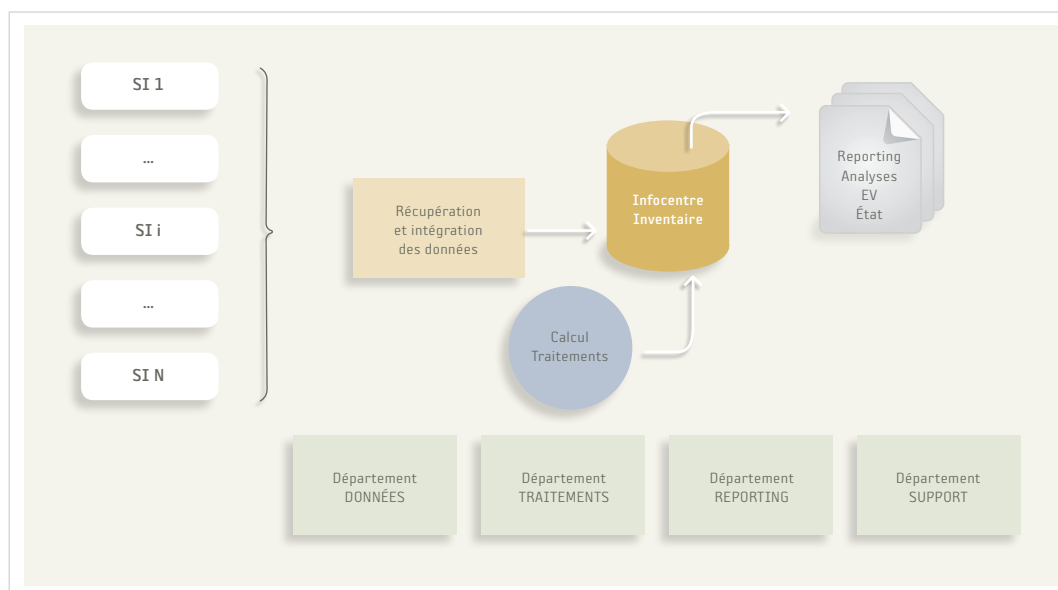 SI 1
...
SI i
...
SI N
Récupération
et intégration
des données
Infocentre
Inventaire
Calcul
Traitements
Reporting
Analyses
EV
État
Département
DONNÉES
Département
TRAITEMENTS
Département
REPORTING
Département
SUPPORT